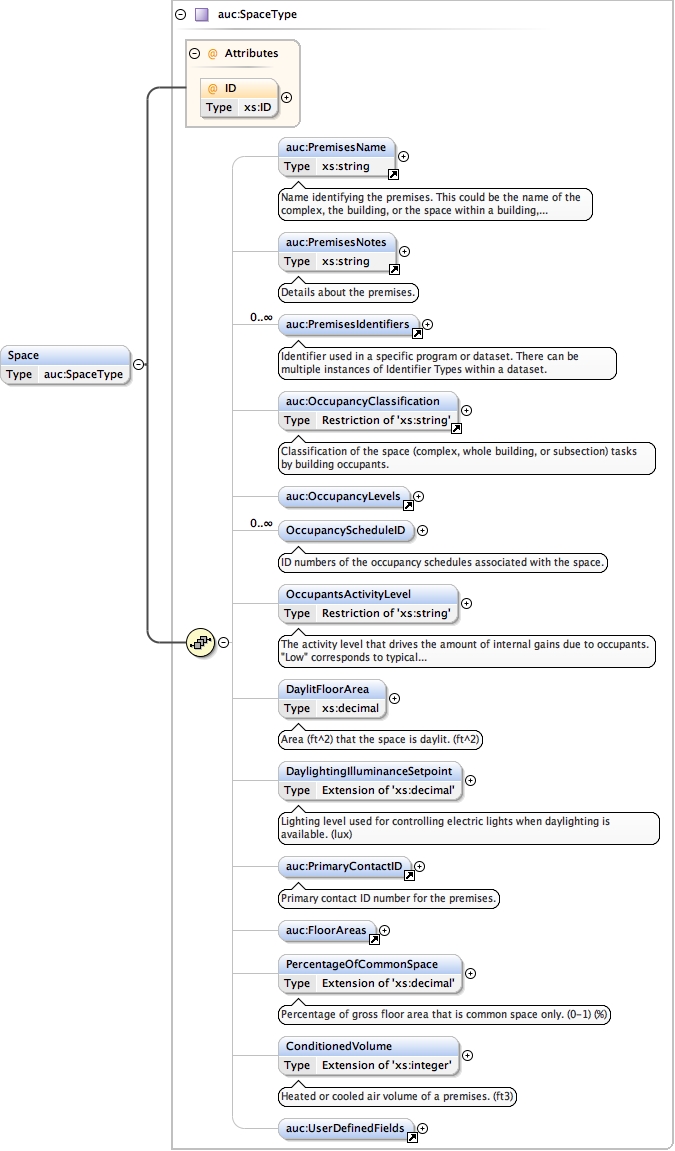 auc:SpaceType
@ Attributes
@ ID
Type xs:ID
auc:PremisesName
Type xs:string
Name identifying the premises. This could be the name of the
complex, the building, or the space within a building,...
auc:PremisesNotes
Type xs:string
Details about the premises.
0..∞
auc:PremisesIdentifiers
Space
Type auc:SpaceType
Identifier used in a specific program or dataset. There can be
multiple instances of Identifier Types within a dataset.
auc:OccupancyClassification
Type Restriction of 'xs:string'
Classification of the space (complex, whole building, or subsection) tasks
by building occupants.
auc:OccupancyLevels
0..∞
OccupancyScheduleID
ID numbers of the occupancy schedules associated with the space.
OccupantsActivityLevel
Type Restriction of 'xs:string'
The activity level that drives the amount of internal gains due to occupants.
"Low" corresponds to typical...
DaylitFloorArea
Type xs:decimal
Area (ft^2) that the space is daylit. (ft^2)
DaylightingIlluminanceSetpoint
Type Extension of 'xs:decimal'
Lighting level used for controlling electric lights when daylighting is
available. (lux)
auc:PrimaryContactID
Primary contact ID number for the premises.
auc:FloorAreas
PercentageOfCommonSpace
Type Extension of 'xs:decimal'
Percentage of gross floor area that is common space only. (0-1) (%)
ConditionedVolume
Type Extension of 'xs:integer'
Heated or cooled air volume of a premises. (ft3)
auc:UserDefinedFields